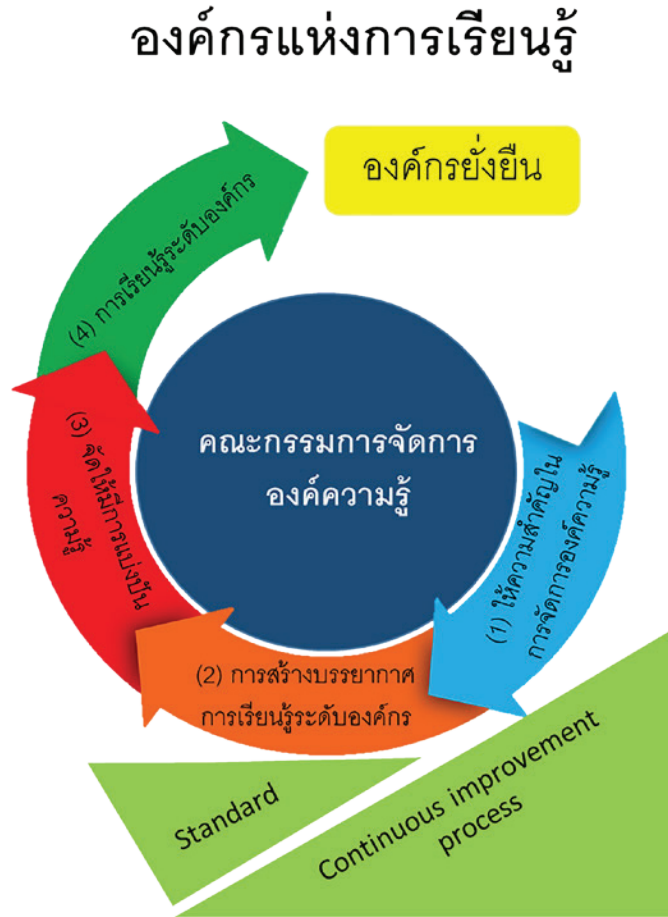 องค์กรแห่งการเรียนรู้
องค์กรยั่งยืน
คณะกรรมการจัดการ
องค์ความรู้
(1) ให้ความสำคัญใน
การจัดการองค์ความรู้
(2) การสร้างบรรยากาศ
การเรียนรู้ระดับองค์กร
(3) จัดให้มีการแบ่งปัน
ความรู้
(4) การเรียนรู้ระดับองค์กร
Standard
Continuous improvement
process